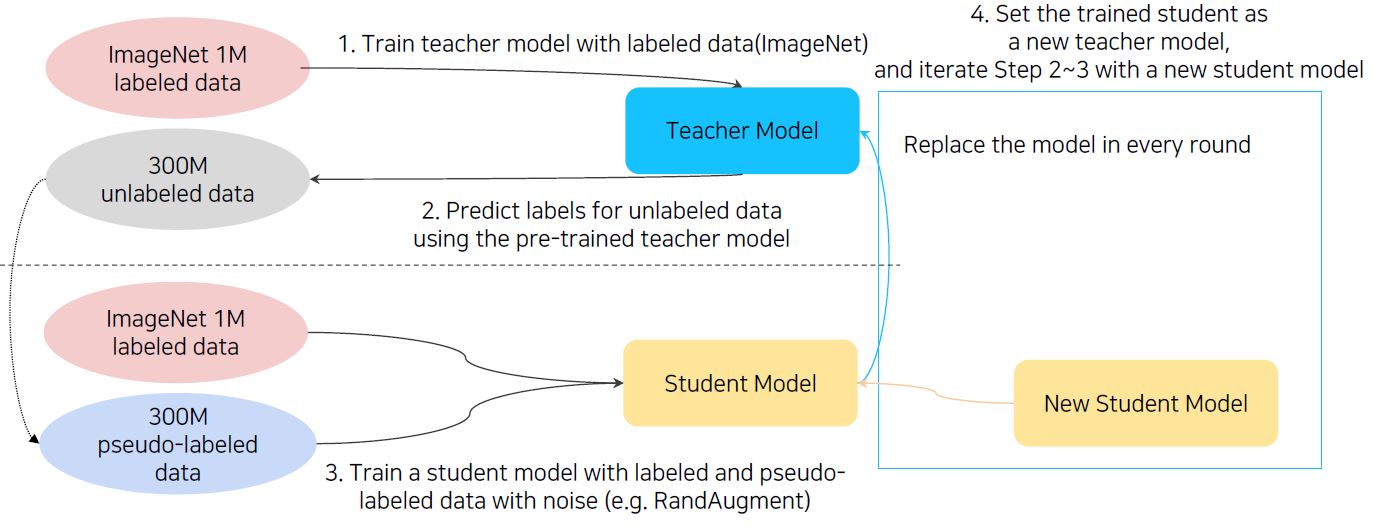 ImageNet 1M
labeled data
1. Train teacher model with labeled data(ImageNet)
4. Set the trained student as
a new teacher model,
and iterate Step 2~3 with a new student model
Teacher Model
Replace the model in every round
300M
unlabeled data
2. Predict labels for unlabeled data
using the pre-trained teacher model
ImageNet 1M
labeled data
Student Model
New Student Model
300M
pseudo-labeled
data
3. Train a student model with labeled and pseudo-
labeled data with noise (e.g. RandAugment)